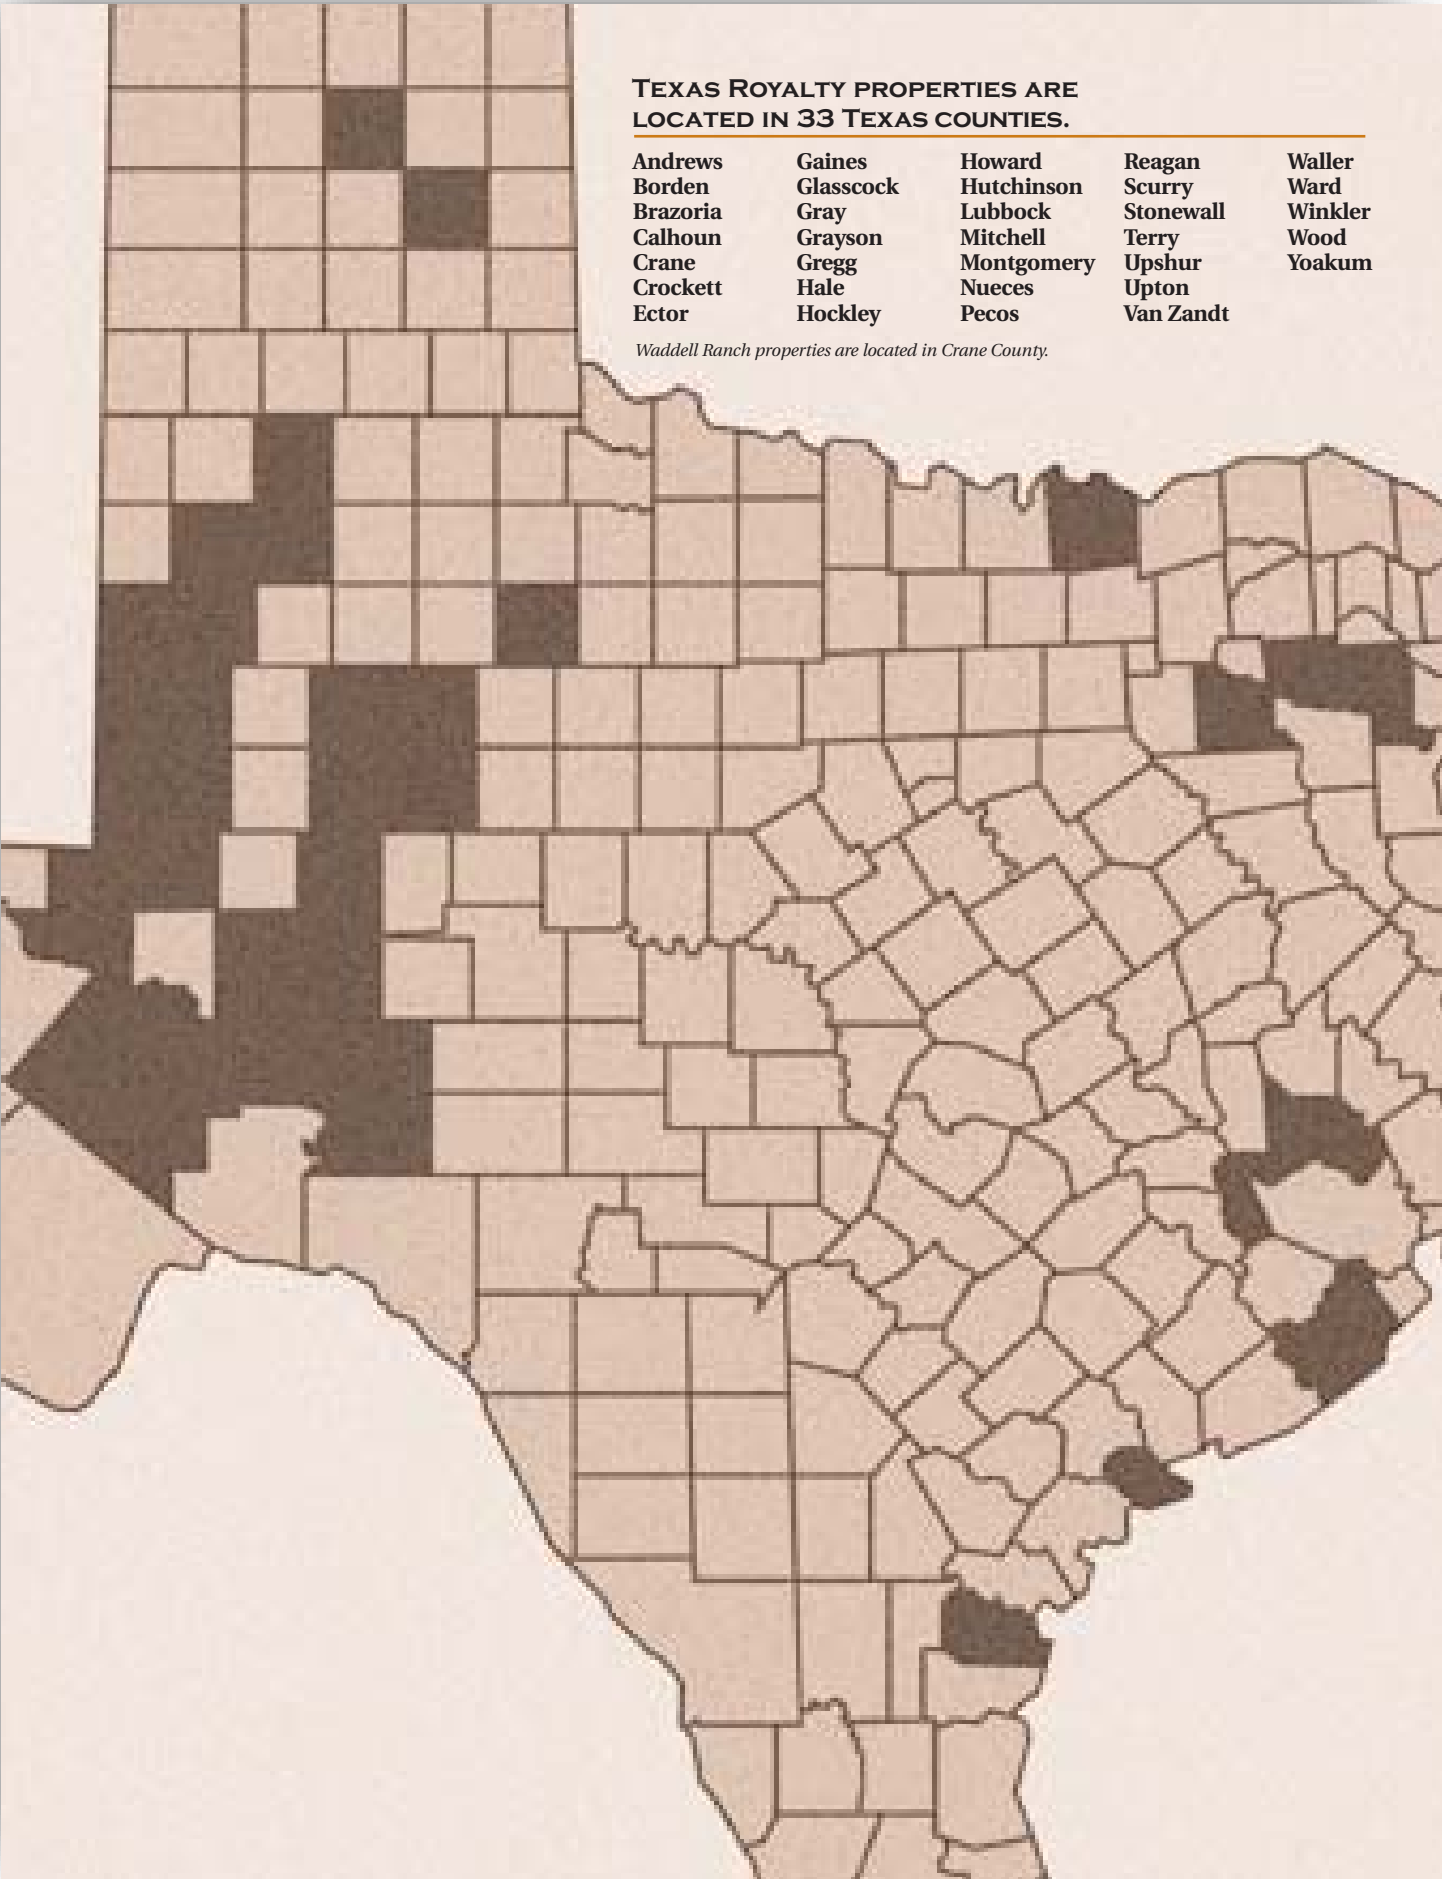 TEXAS ROYALTY PROPERTIES ARE
LOCATED IN 33 TEXAS COUNTIES.
Andrews
Borden
Brazoria
Calhoun
Crane
Crockett
Ector
Gaines
Glasscock
Gray
Grayson
Gregg
Hale
Hockley
Howard
Hutchinson
Lubbock
Mitchell
Montgomery
Nueces
Pecos
Reagan
Scurry
Stonewall
Terry
Upshur
Upton
Van Zandt
Waller
Ward
Winkler
Wood
Yoakum
Waddell Ranch properties are located in Crane County.